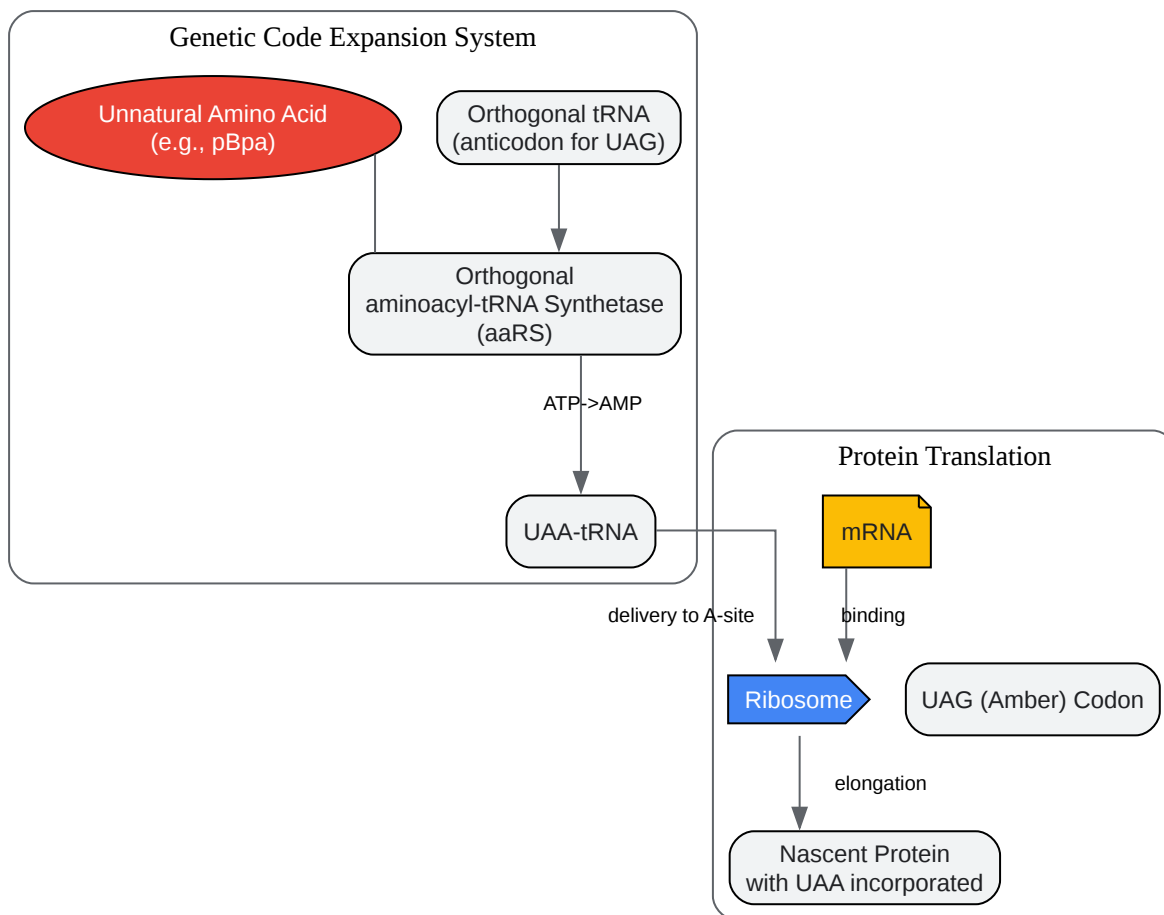 Genetic Code Expansion System
Unnatural Amino Acid
(e.g., pBpa)
Orthogonal tRNA
(anticodon for UAG)
Orthogonal
aminoacyl-tRNA Synthetase
(aaRS)
ATP->AMP
UAA-tRNA
Protein Translation
mRNA
delivery to A-site
binding
Ribosome
UAG (Amber) Codon
elongation
Nascent Protein
with UAA incorporated